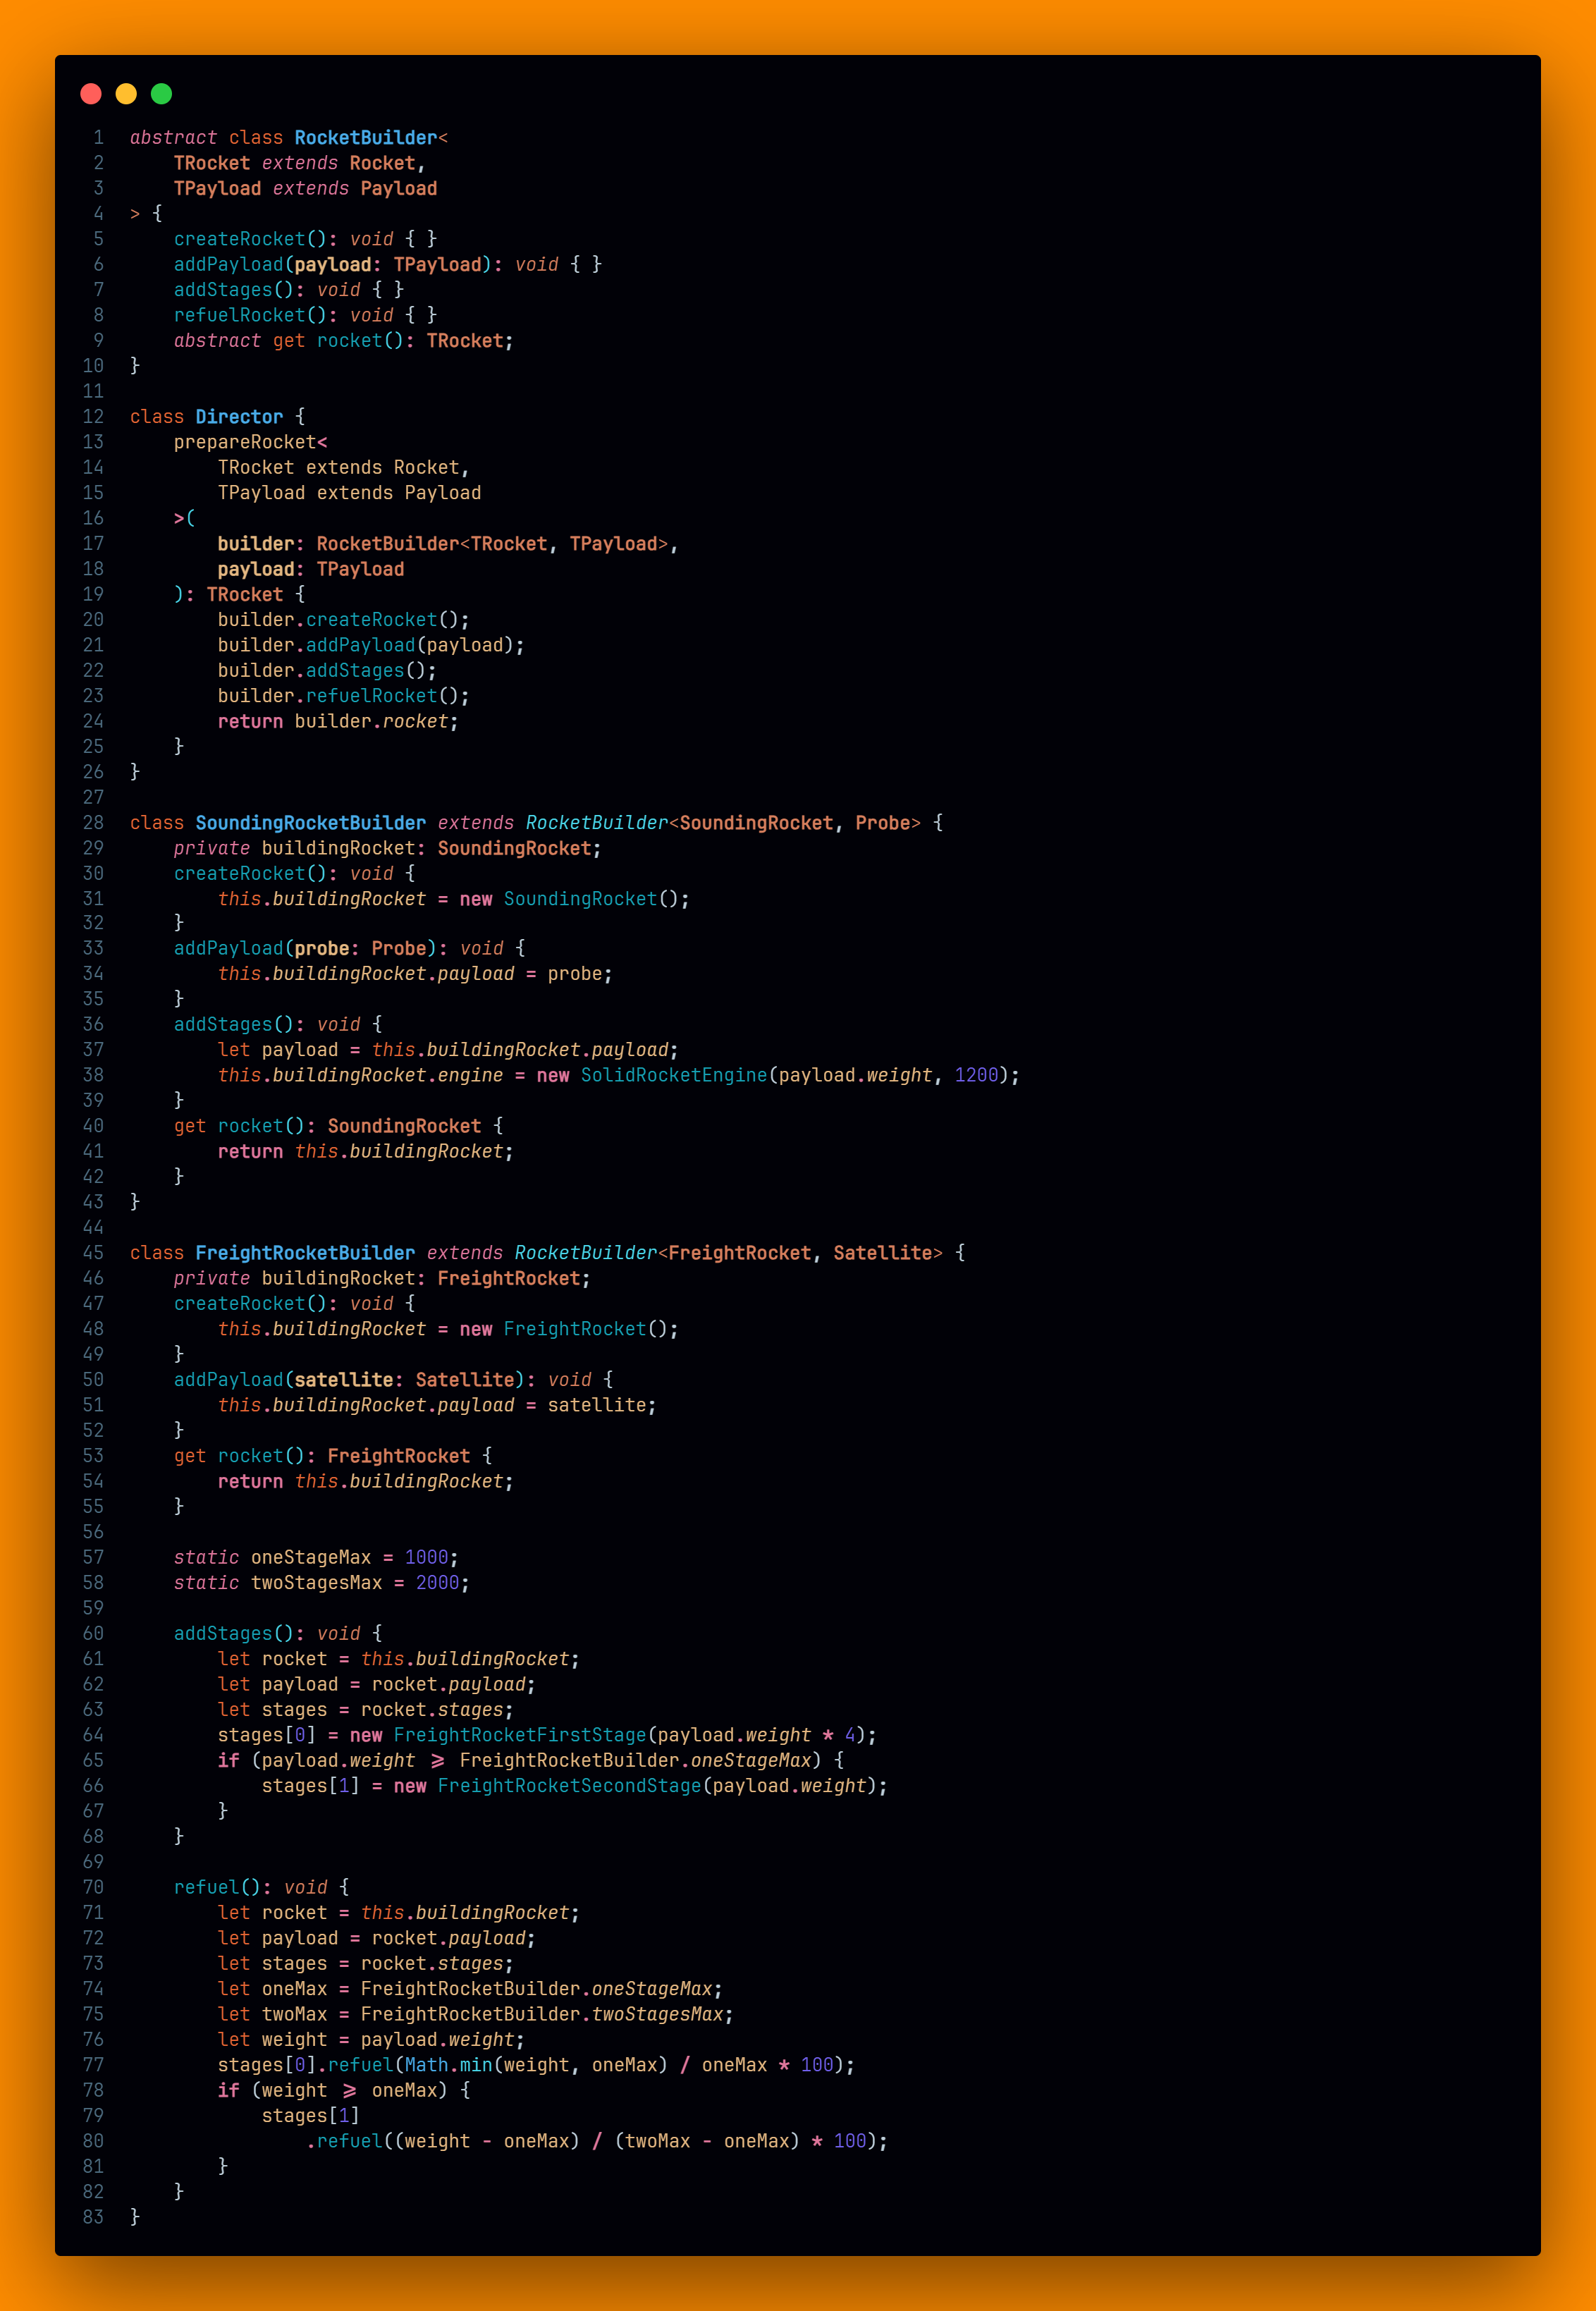 1 abstract class RocketBuilder<
2     TRocket extends Rocket,
3     TPayload extends Payload
4 > {
5     createRocket(): void { }
6     addPayload(payload: TPayload): void { }
7     addStages(): void { }
8     refuelRocket(): void { }
9     abstract get rocket(): TRocket;
10 }
11
12 class Director {
13     prepareRocket<
14         TRocket extends Rocket,
15         TPayload extends Payload
16     >(
17         builder: RocketBuilder<TRocket, TPayload>,
18         payload: TPayload
19     ): TRocket {
20         builder.createRocket();
21         builder.addPayload(payload);
22         builder.addStages();
23         builder.refuelRocket();
24         return builder.rocket;
25     }
26 }
27
28 class SoundingRocketBuilder extends RocketBuilder<SoundingRocket, Probe> {
29     private buildingRocket: SoundingRocket;
30     createRocket(): void {
31         this.buildingRocket = new SoundingRocket();
32     }
33     addPayload(probe: Probe): void {
34         this.buildingRocket.payload = probe;
35     }
36     addStages(): void {
37         let payload = this.buildingRocket.payload;
38         this.buildingRocket.engine = new SolidRocketEngine(payload.weight, 1200);
39     }
40     get rocket(): SoundingRocket {
41         return this.buildingRocket;
42     }
43 }
44
45 class FreightRocketBuilder extends RocketBuilder<FreightRocket, Satellite> {
46     private buildingRocket: FreightRocket;
47     createRocket(): void {
48         this.buildingRocket = new FreightRocket();
49     }
50     addPayload(satellite: Satellite): void {
51         this.buildingRocket.payload = satellite;
52     }
53     get rocket(): FreightRocket {
54         return this.buildingRocket;
55     }
56
57     static oneStageMax = 1000;
58     static twoStagesMax = 2000;
59
60     addStages(): void {
61         let rocket = this.buildingRocket;
62         let payload = rocket.payload;
63         let stages = rocket.stages;
64         stages[0] = new FreightRocketFirstStage(payload.weight * 4);
65         if (payload.weight >= FreightRocketBuilder.oneStageMax) {
66             stages[1] = new FreightRocketSecondStage(payload.weight);
67         }
68     }
69
70     refuel(): void {
71         let rocket = this.buildingRocket;
72         let payload = rocket.payload;
73         let stages = rocket.stages;
74         let oneMax = FreightRocketBuilder.oneStageMax;
75         let twoMax = FreightRocketBuilder.twoStagesMax;
76         let weight = payload.weight;
77         stages[0].refuel(Math.min(weight, oneMax) / oneMax * 100);
78         if (weight >= oneMax) {
79             stages[1]
80                 .refuel((weight - oneMax) / (twoMax - oneMax) * 100);
81         }
82     }
83 }